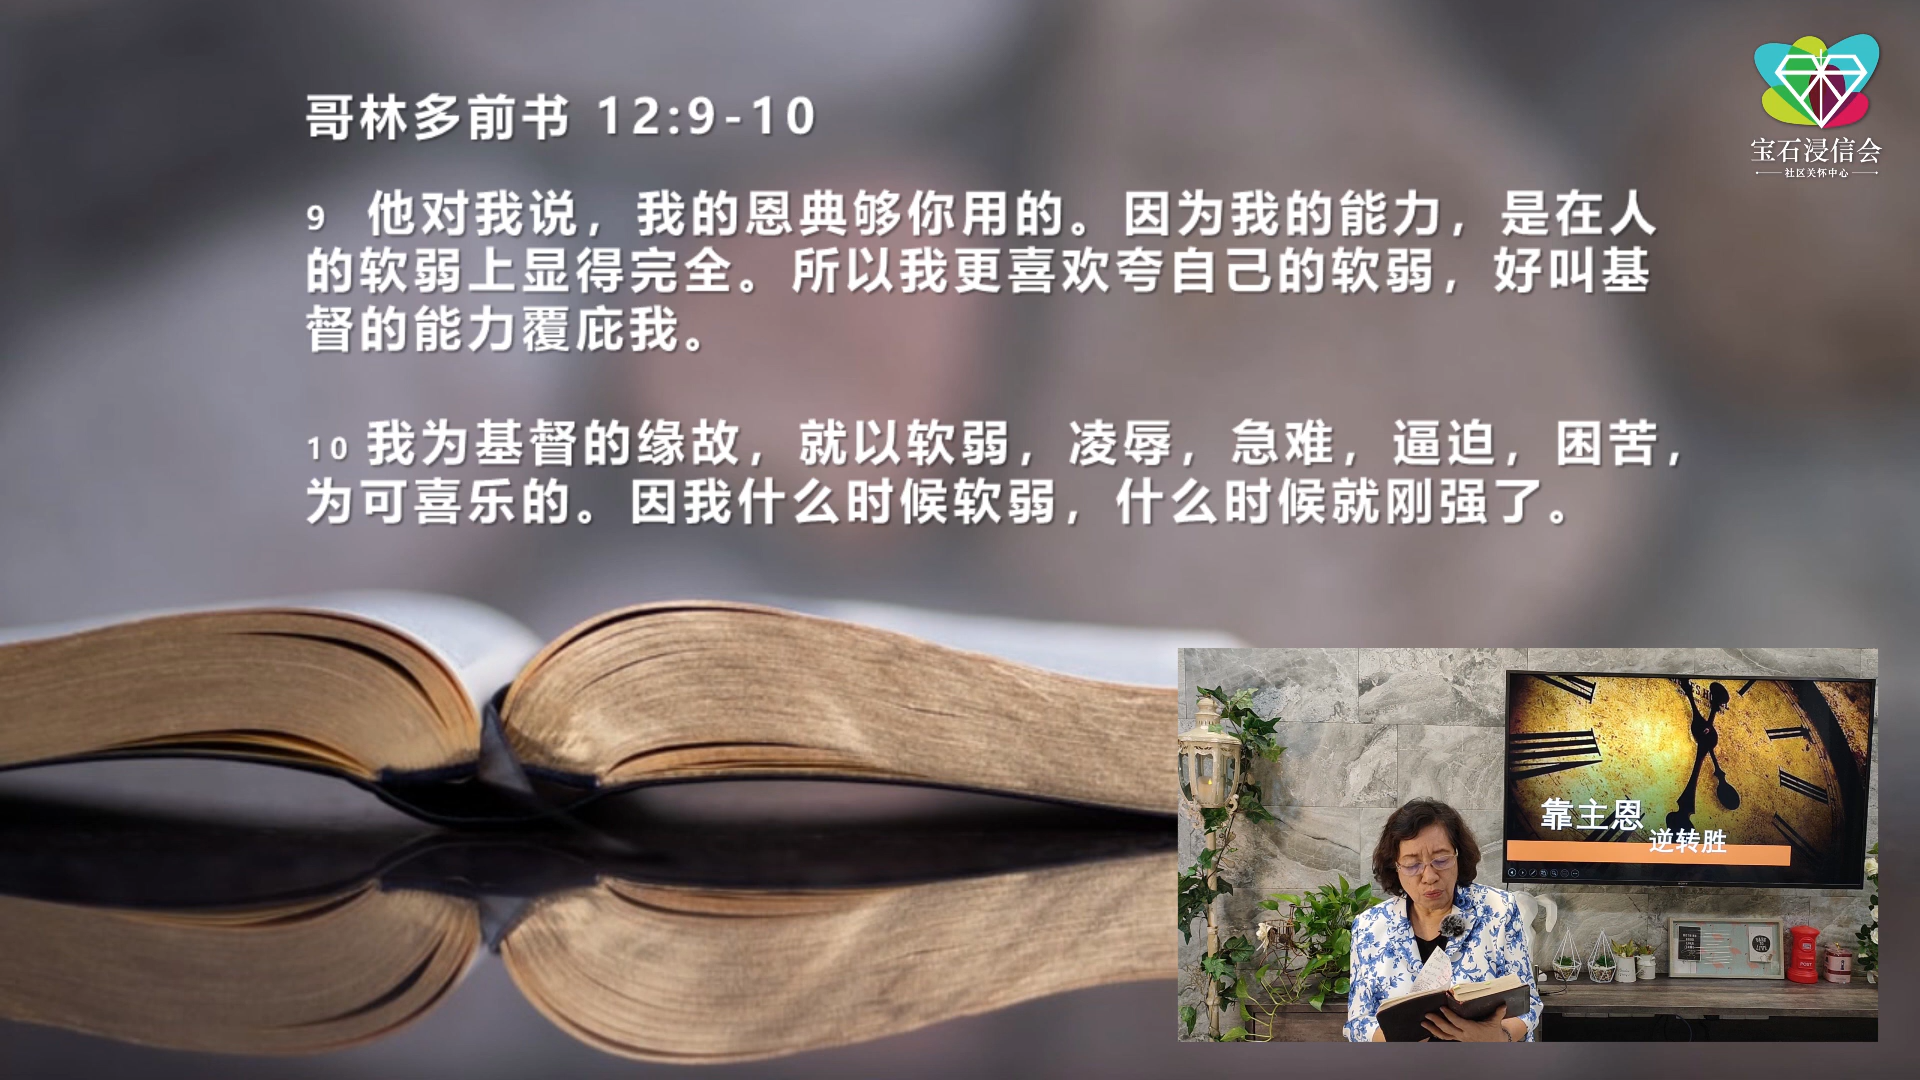 哥林多前书 12:9-10
9 他对我说，我的恩典够你用的。因为我的能力，是在人
的软弱上显得完全。所以我更喜欢夸自己的软弱，好叫基
督的能力覆庇我。
10 我为基督的缘故，就以软弱，凌辱，急难，逼迫，困苦，
为可喜乐的。因我什么时候软弱，什么时候就刚强了。
宝石浸信会
社区关怀中心
靠主恩
逆转胜
POST